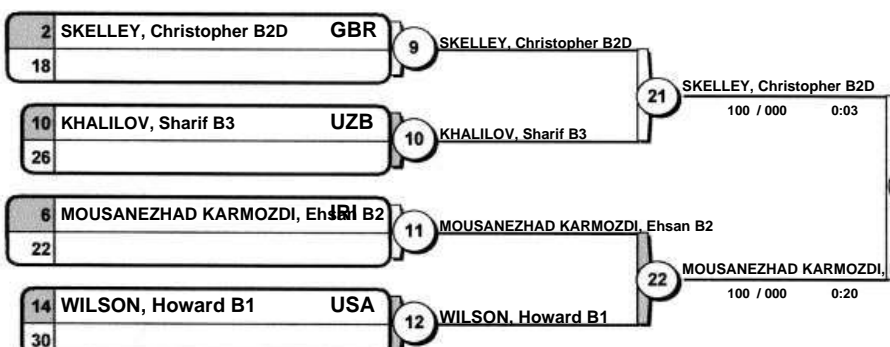 2 SKELLEY, Christopher B2D GBR
18
9
SKELLEY, Christopher B2D
10 KHALILOV, Sharif B3 UZB
26
10
KHALILOV, Sharif B3
21
SKELLEY, Christopher B2D
100 / 000 0:03
6 MOUSANEZHAD KARMOZDI, Ehsan B2 IRI
22
11
MOUSANEZHAD KARMOZDI, Ehsan B2
14 WILSON, Howard B1 USA
30
12
WILSON, Howard B1
22
MOUSANEZHAD KARMOZDI,
100 / 000 0:20